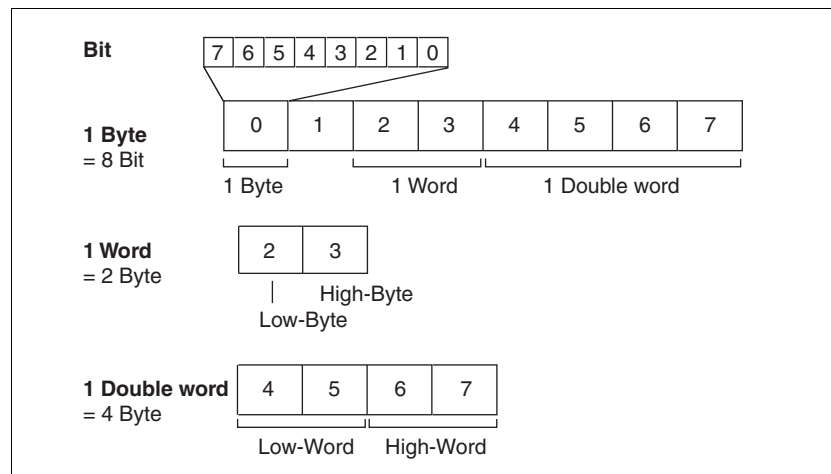 Bit
7 6 5 4 3 2 1 0
1 Byte
= 8 Bit
0 1 2 3 4 5 6 7
1 Byte 1 Word 1 Double word
1 Word
= 2 Byte
2 3
High-Byte
Low-Byte
1 Double word
= 4 Byte
4 5 6 7
Low-Word High-Word